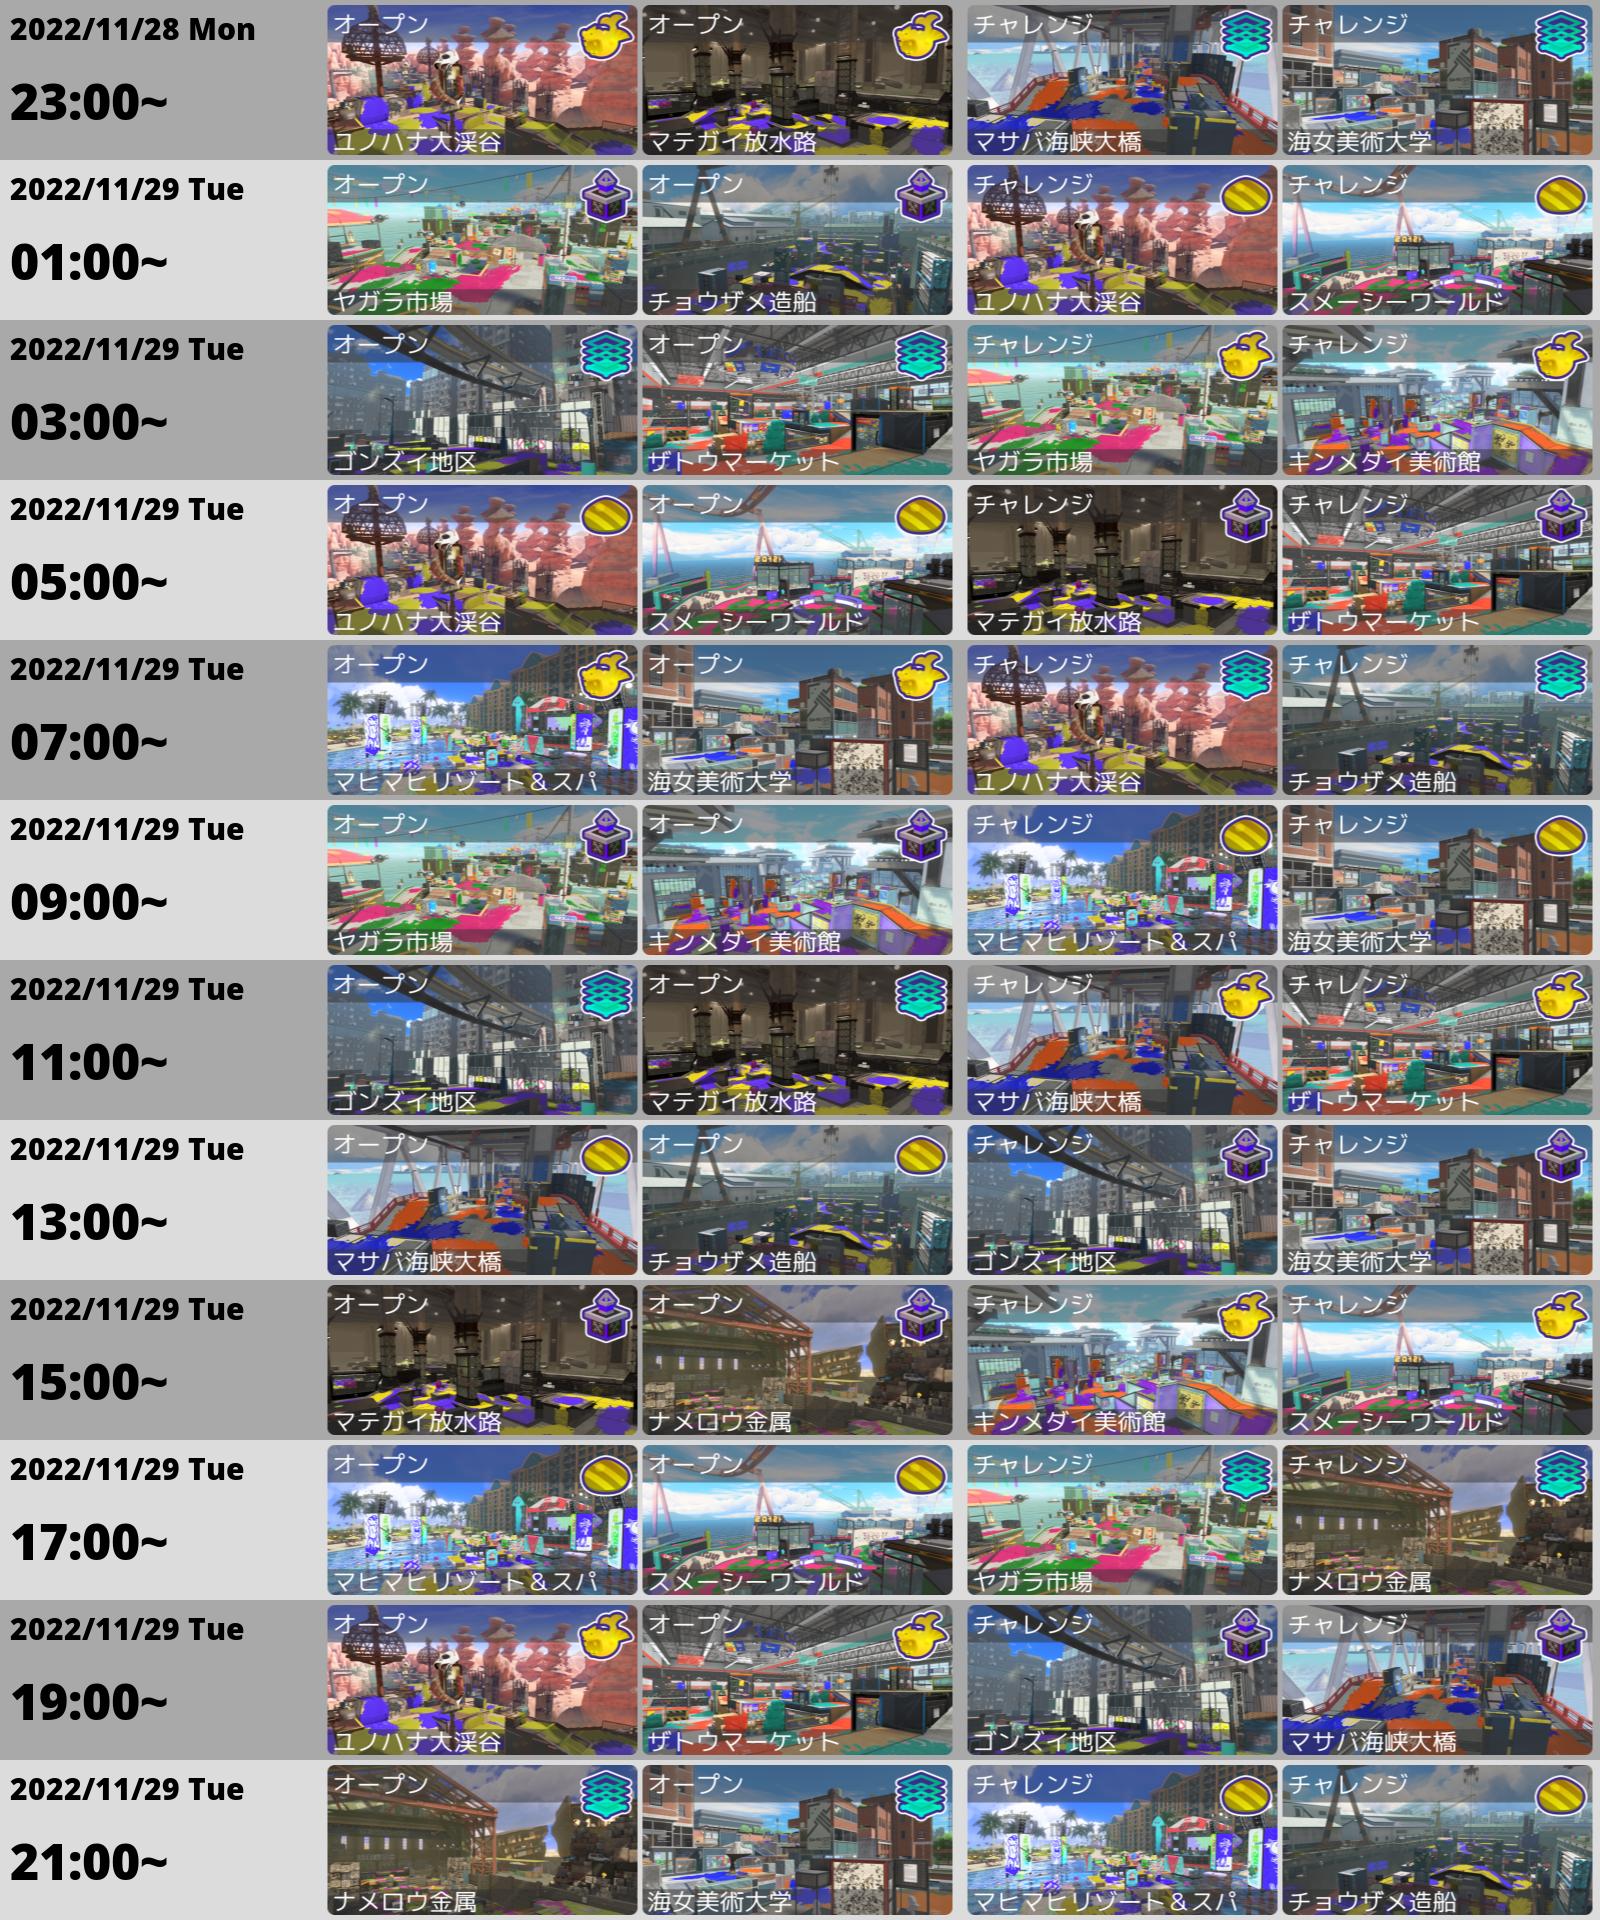 2022/11/28 Mon
23:00~
オープン
ユノハナ大渓谷
オープン
マテガイ放水路
チャレンジ
マサバ海峡大橋
チャレンジ
海女美術大学
2022/11/29 Tue
01:00~
オープン
ヤガラ市場
オープン
チョウザメ造船
チャレンジ
ユノハナ大渓谷
チャレンジ
スメーシーワールド
2022/11/29 Tue
03:00~
オープン
ゴンズイ地区
オープン
ザトウマーケット
チャレンジ
ヤガラ市場
チャレンジ
キンメダイ美術館
2022/11/29 Tue
05:00~
オープン
ユノハナ大渓谷
オープン
スメーシーワールド
チャレンジ
マテガイ放水路
チャレンジ
ザトウマーケット
2022/11/29 Tue
07:00~
オープン
マヒマヒリゾート＆スパ
オープン
海女美術大学
チャレンジ
ユノハナ大渓谷
チャレンジ
チョウザメ造船
2022/11/29 Tue
09:00~
オープン
ヤガラ市場
オープン
キンメダイ美術館
チャレンジ
マヒマヒリゾート＆スパ
チャレンジ
海女美術大学
2022/11/29 Tue
11:00~
オープン
ゴンズイ地区
オープン
マテガイ放水路
チャレンジ
マサバ海峡大橋
チャレンジ
ザトウマーケット
2022/11/29 Tue
13:00~
オープン
マサバ海峡大橋
オープン
チョウザメ造船
チャレンジ
ゴンズイ地区
チャレンジ
海女美術大学
2022/11/29 Tue
15:00~
オープン
マテガイ放水路
オープン
ナメロウ金属
チャレンジ
キンメダイ美術館
チャレンジ
スメーシーワールド
2022/11/29 Tue
17:00~
オープン
マヒマヒリゾート＆スパ
オープン
スメーシーワールド
チャレンジ
ヤガラ市場
チャレンジ
ナメロウ金属
2022/11/29 Tue
19:00~
オープン
ユノハナ大渓谷
オープン
ザトウマーケット
チャレンジ
ゴンズイ地区
チャレンジ
マサバ海峡大橋
2022/11/29 Tue
21:00~
オープン
ナメロウ金属
オープン
海女美術大学
チャレンジ
マヒマヒリゾート＆スパ
チャレンジ
チョウザメ造船